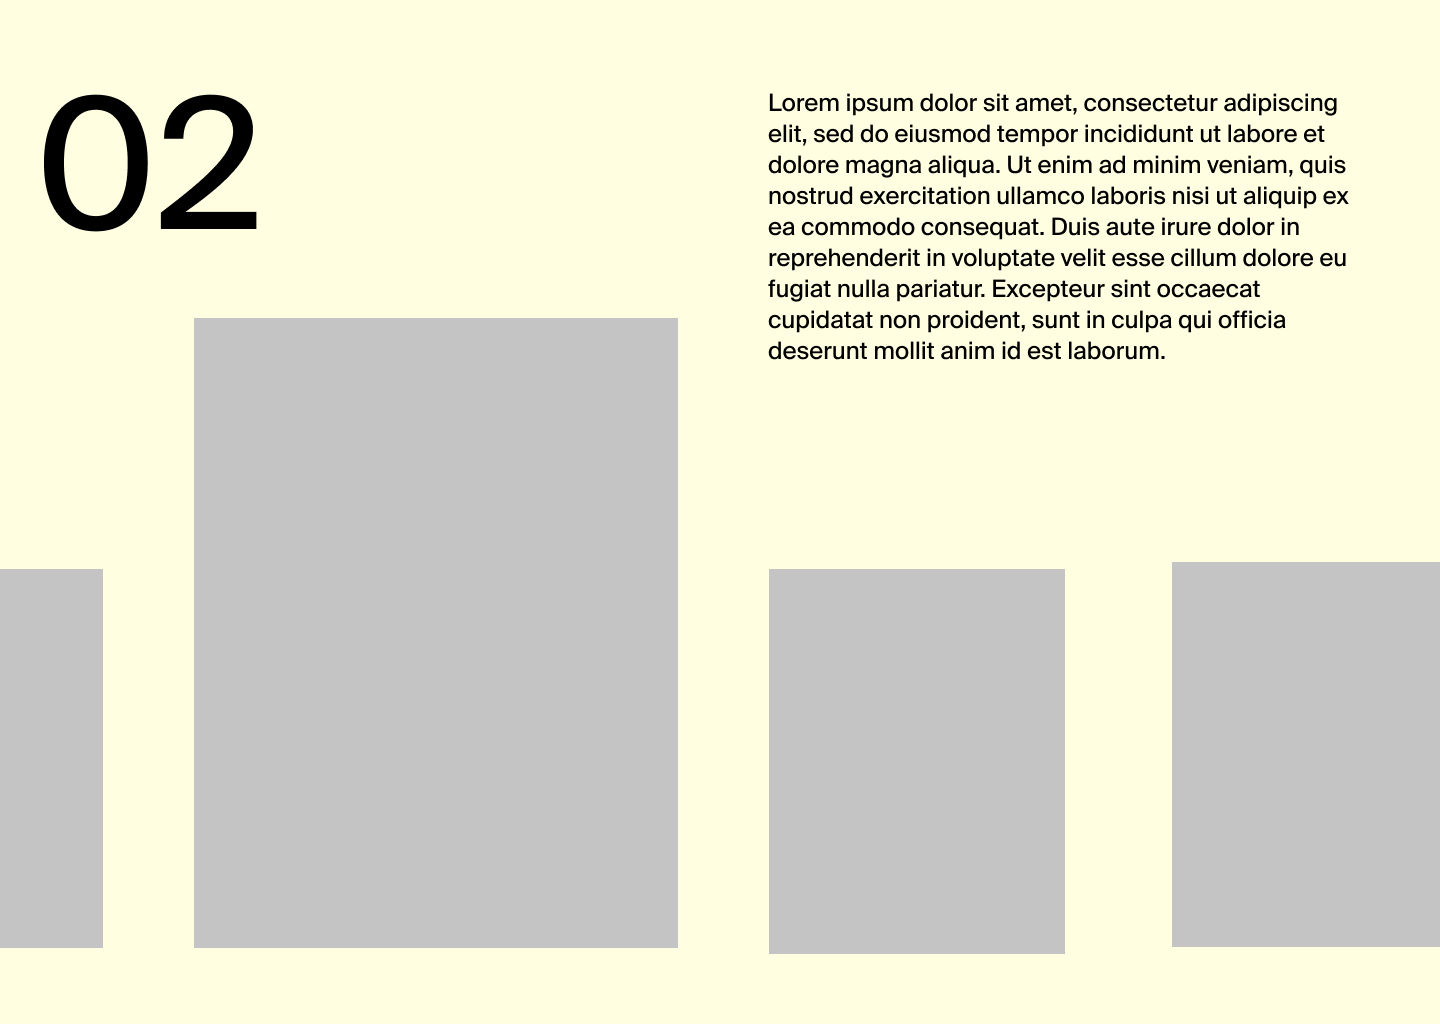 02
Lorem ipsum dolor sit amet, consectetur adipiscing
elit, sed do eiusmod tempor incididunt ut labore et
dolore magna aliqua. Ut enim ad minim veniam, quis
nostrud exercitation ullamco laboris nisi ut aliquip ex
ea commodo consequat. Duis aute irure dolor in
reprehenderit in voluptate velit esse cillum dolore eu
fugiat nulla pariatur. Excepteur sint occaecat
cupidatat non proident, sunt in culpa qui officia
deserunt mollit anim id est laborum.